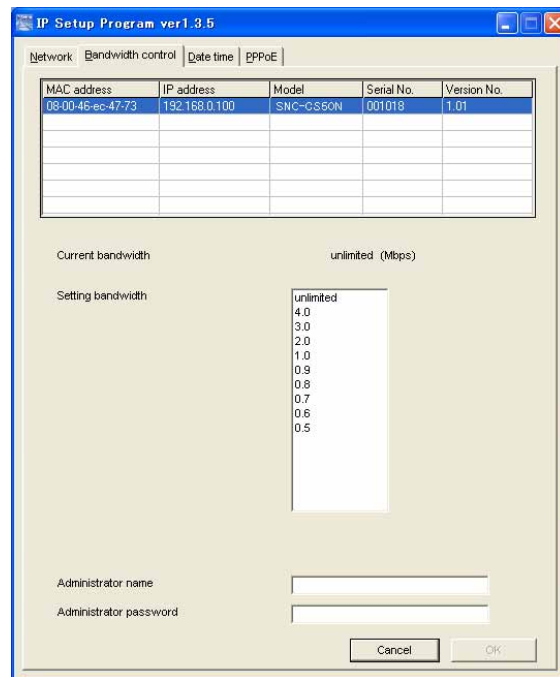 IP Setup Program ver1.3.5
Network Bandwidth control Date time PPPoE
MAC address IP address Model Serial No. Version No.
08-00-46-ec-47-73 192.168.0.100 SNC-CS50N 001018 1.01
Current bandwidth unlimited (Mbps)
Setting bandwidth
unlimited
4.0
3.0
2.0
1.0
0.9
0.8
0.7
0.6
0.5
Administrator name
Administrator password
Cancel OK